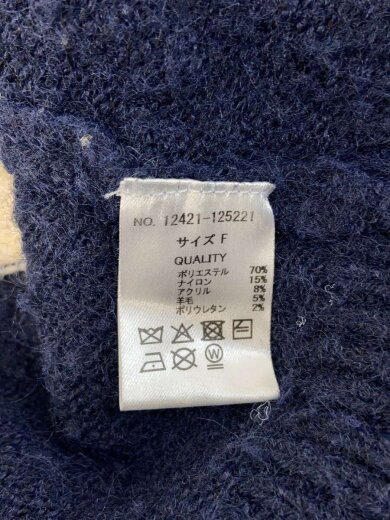 NO. 12421-125221
サイズ F
QUALITY
ポリエステル 70%
ナイロン 15%
アクリル 8%
羊毛 5%
ポリウレタン 2%
W